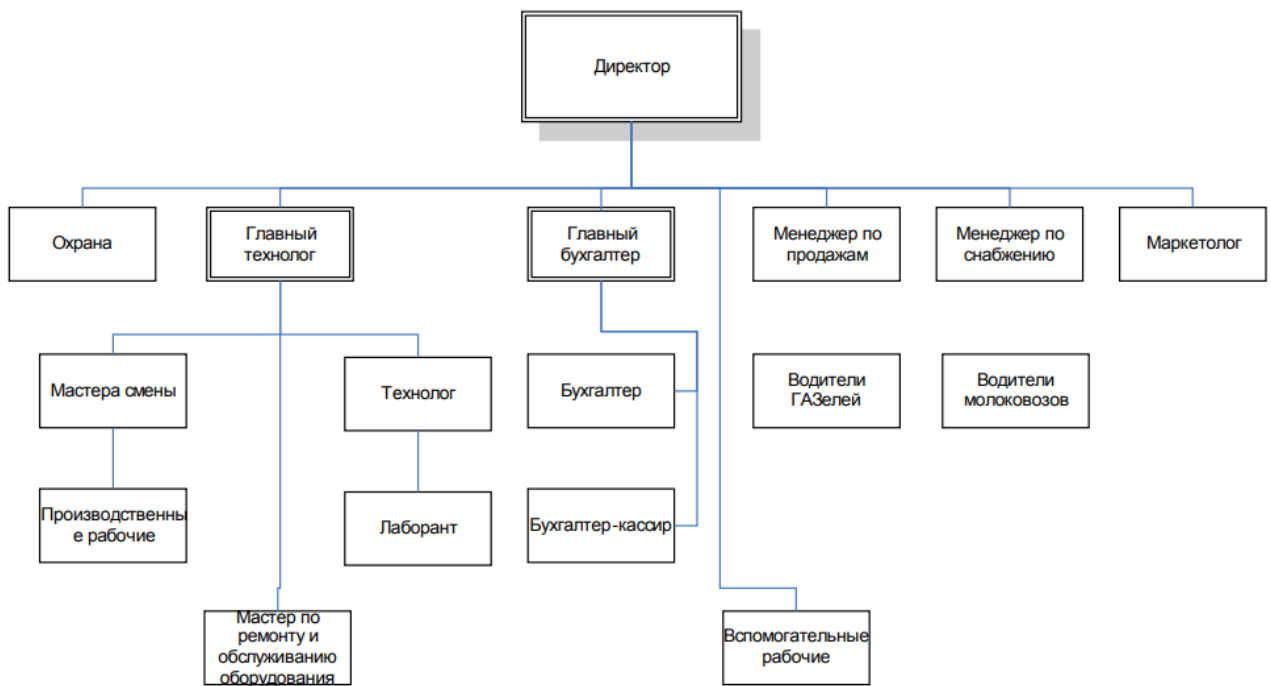 Директор
Охрана
Главный
технолог
Главный
бухгалтер
Менеджер по
продажам
Менеджер по
снабжению
Маркетолог
Мастера смены
Технолог
Бухгалтер
Водители
ГАЗелей
Водители
молоковозов
Производственны
е рабочие
Лаборант
Бухгалтер-кассир
Мастер по
ремонту и
обслуживанию
оборудования
Вспомогательные
рабочие